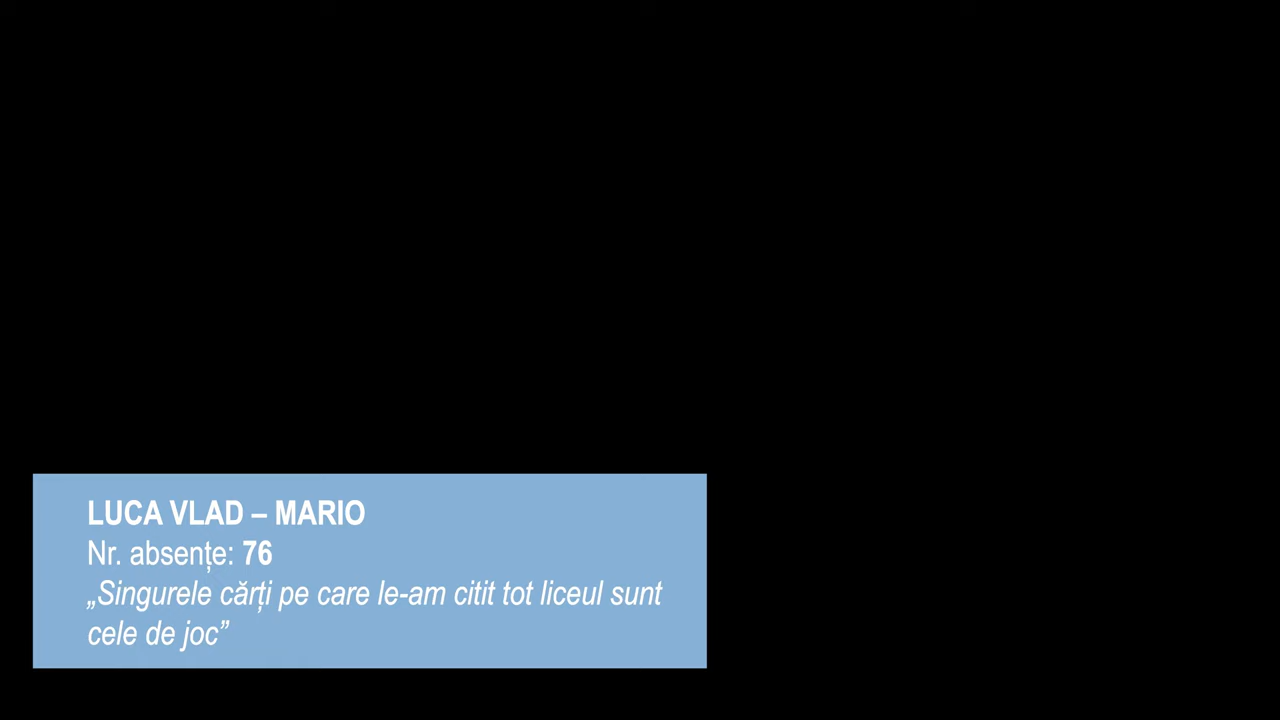 LUCA VLAD – MARIO
Nr. absențe: 76
„Singurele cărți pe care le-am citit tot liceul sunt
cele de joc”